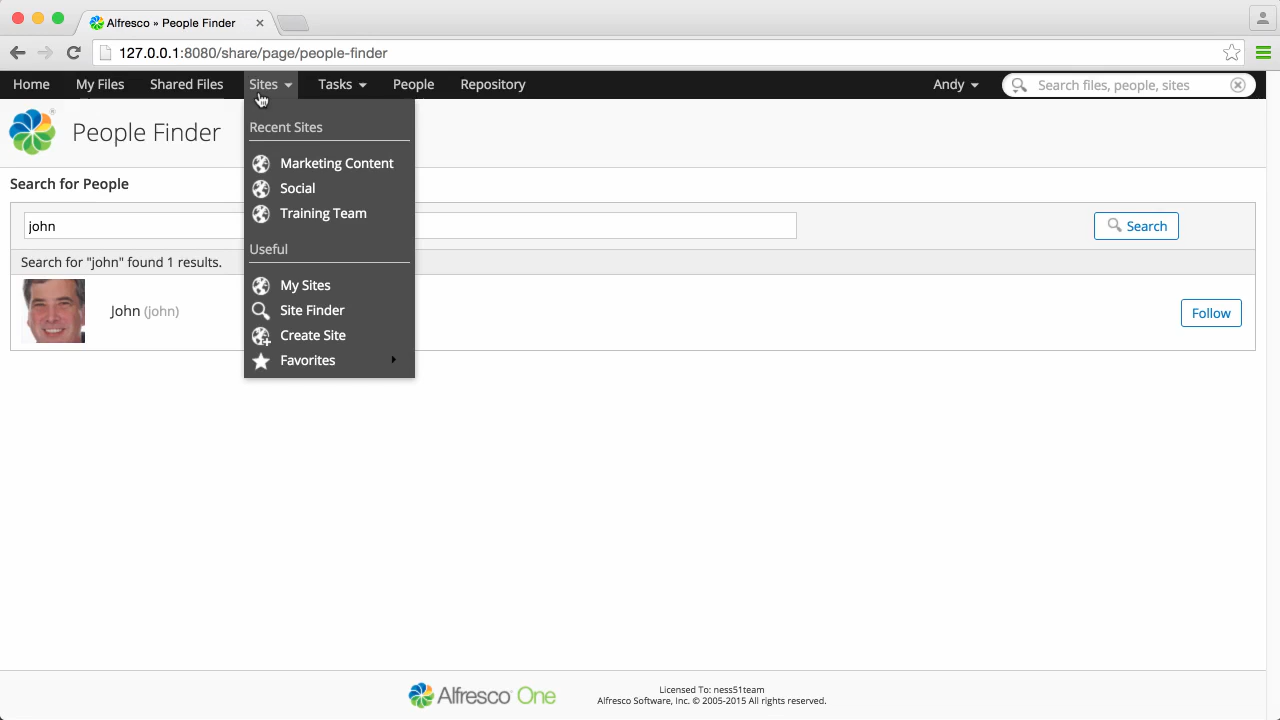 Alfresco » People Finder
127.0.0.1:8080/share/page/people-finder
Home My Files Shared Files Sites Tasks People Repository Andy Search files, people, sites
People Finder
Recent Sites
Marketing Content
Social
Training Team
Useful
My Sites
Site Finder
Create Site
Favorites
Search for People
john
Search
Search for "john" found 1 results.
John (john)
Follow
Alfresco One
Licensed To: ness51team
Alfresco Software, Inc. © 2005-2015 All rights reserved.